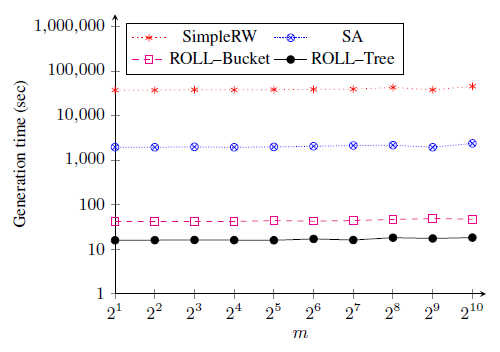 1,000,000
100,000
10,000
1,000
100
10
1
Generation time (sec)
SimpleRW SA
ROLL–Bucket ROLL–Tree
2^1 2^2 2^3 2^4 2^5 2^6 2^7 2^8 2^9 2^10
m